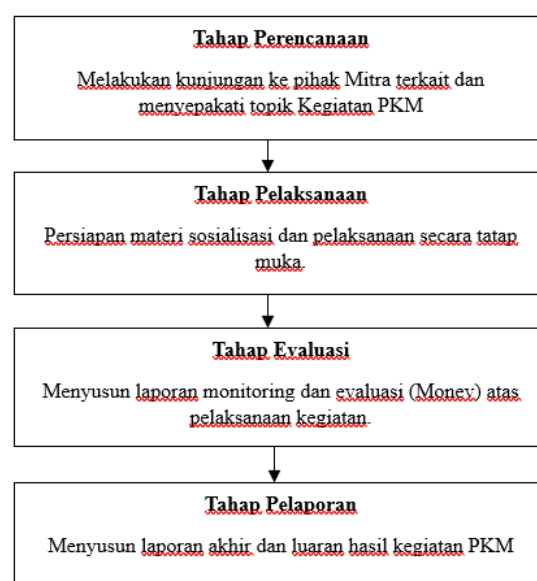 Tahap Perencanaan
Melakukan kunjungan ke pihak Mitra terkait dan
menyepakati topik Kegiatan PKM
Tahap Pelaksanaan
Persiapan materi sosialisasi dan pelaksanaan secara tatap
muka.
Tahap Evaluasi
Menyusun laporan monitoring dan evaluasi (Monev) atas
pelaksanaan kegiatan.
Tahap Pelaporan
Menyusun laporan akhir dan luaran hasil kegiatan PKM